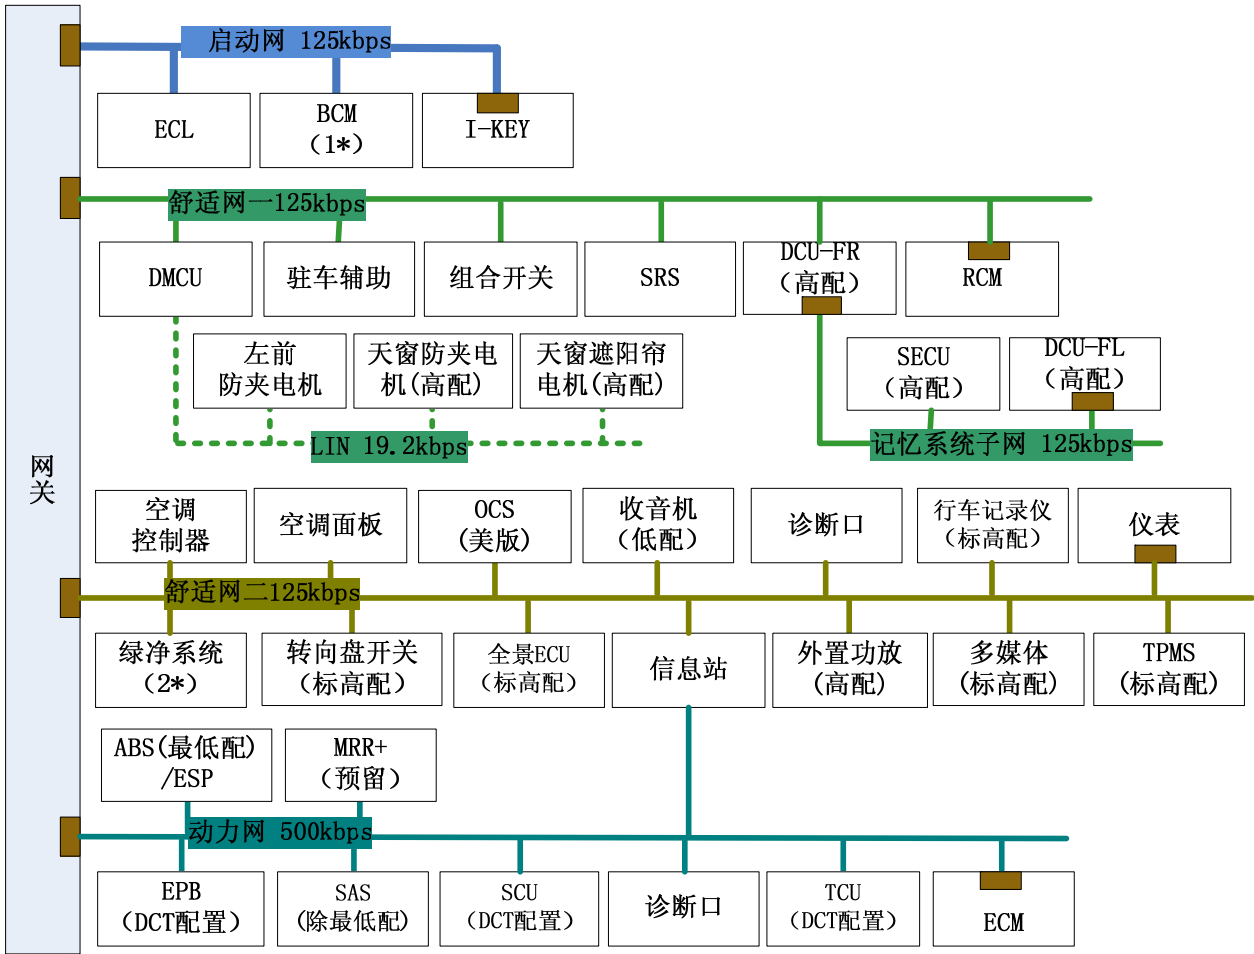 启动网 125kbps
ECL
BCM
（1*）
I-KEY
舒适网一125kbps
DMCU
驻车辅助
组合开关
SRS
DCU-FR
（高配）
RCM
左前
防夹电机
天窗防夹电
机(高配)
天窗遮阳帘
电机(高配)
SECU
（高配）
DCU-FL
（高配）
LIN 19.2kbps
记忆系统子网 125kbps
网
关
空调
控制器
空调面板
OCS
(美版)
收音机
（低配）
诊断口
行车记录仪
（标高配）
仪表
舒适网二125kbps
绿净系统
（2*）
转向盘开关
（标高配）
全景ECU
（标高配）
信息站
外置功放
(高配)
多媒体
(标高配)
TPMS
(标高配)
ABS(最低配)
/ESP
MRR+
（预留）
动力网 500kbps
EPB
（DCT配置）
SAS
(除最低配)
SCU
（DCT配置）
诊断口
TCU
（DCT配置）
ECM